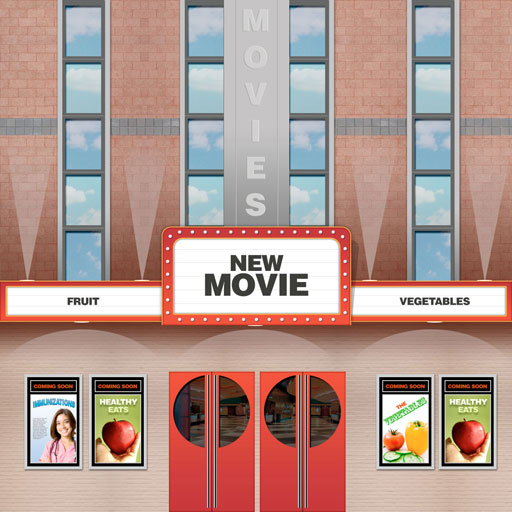 MOVIES
NEW
MOVIE
FRUIT
VEGETABLES
COMING SOON
IMMUNIZATIONS
COMING SOON
HEALTHY
EATS
COMING SOON
THE
VEGETABLES
COMING SOON
HEALTHY
EATS